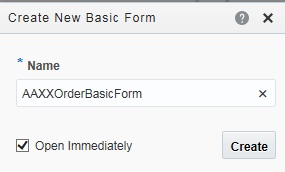 Create New Basic Form ?
* Name
AAXXOrderBasicForm
Open Immediately
Create